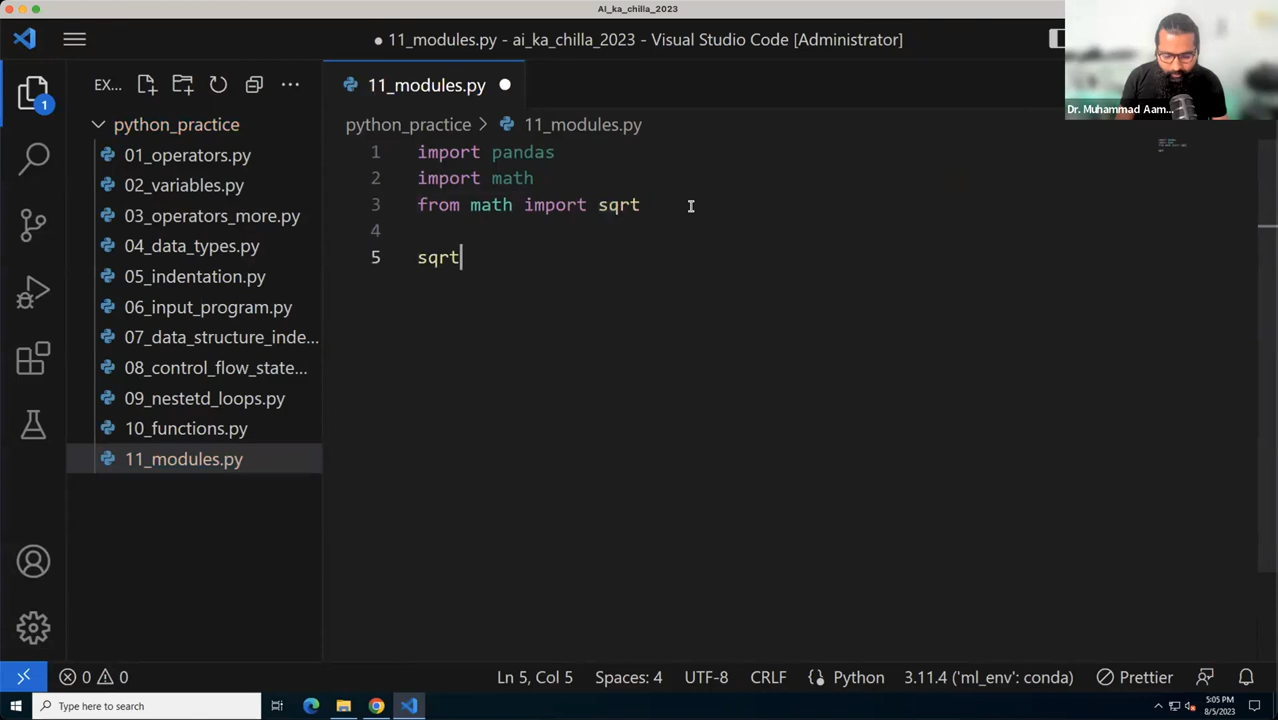 AI_ka_chilla_2023
● 11_modules.py - ai_ka_chilla_2023 - Visual Studio Code [Administrator]
Dr. Muhammad Aam...
EX...
11_modules.py
1
python_practice
python_practice > 11_modules.py
01_operators.py
02_variables.py
03_operators_more.py
04_data_types.py
05_indentation.py
06_input_program.py
07_data_structure_inde...
08_control_flow_state...
09_nestetd_loops.py
10_functions.py
11_modules.py
1 import pandas
2 import math
3 from math import sqrt
4
5 sqrt
0 0
Ln 5, Col 5
Spaces: 4
UTF-8
CRLF
Python
3.11.4 ('ml_env': conda)
Prettier
Type here to search
5:05 PM
8/5/2023